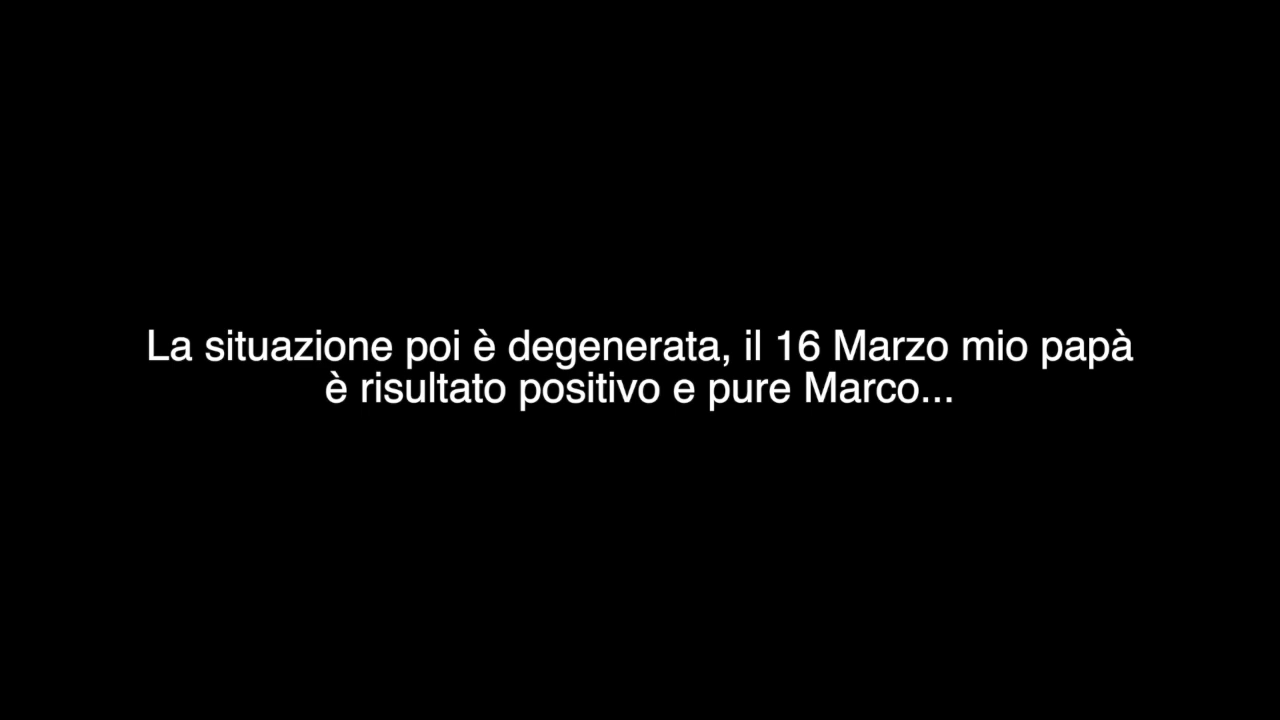 La situazione poi è degenerata, il 16 Marzo mio papà
è risultato positivo e pure Marco...